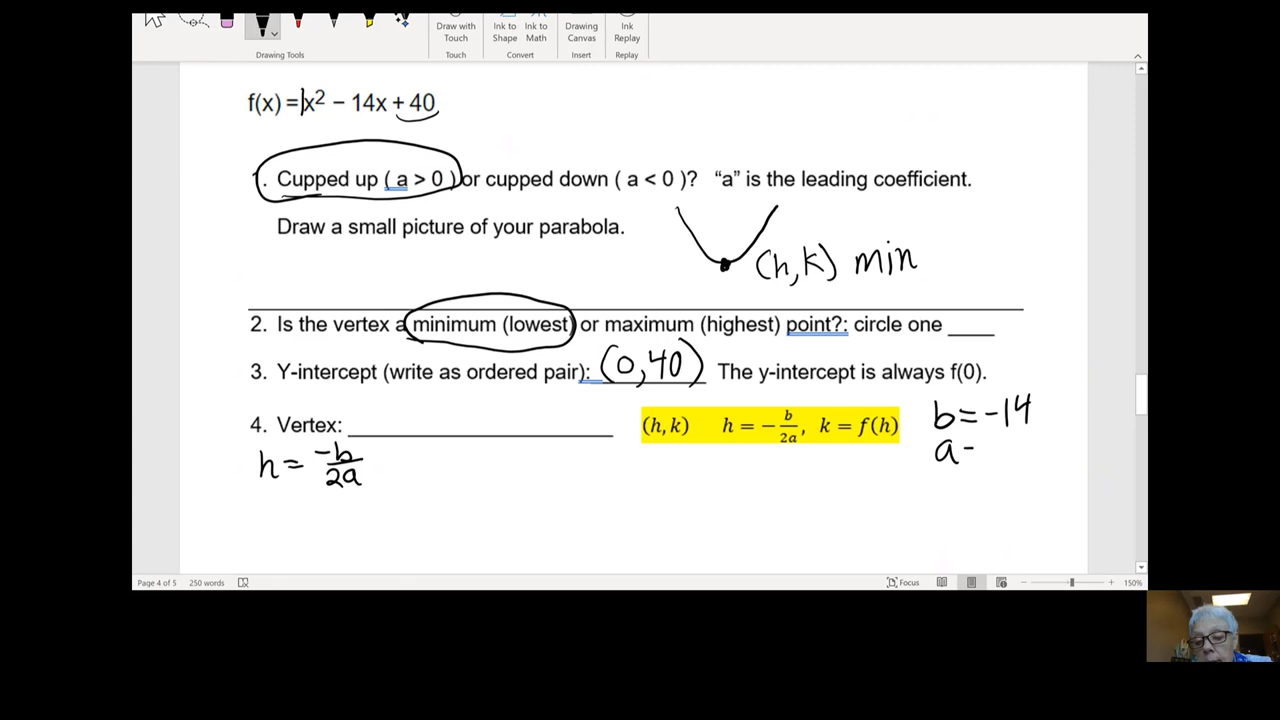 Draw with Touch
Ink to Shape
Ink to Math
Drawing Canvas
Ink Replay
Drawing Tools
Touch
Convert
Insert
Replay
f(x) = x² − 14x + 40
. Cupped up ( a > 0 ) or cupped down ( a < 0 )? “a” is the leading coefficient.
Draw a small picture of your parabola.
(h,k) min
2. Is the vertex a minimum (lowest) or maximum (highest) point?: circle one ____
3. Y-intercept (write as ordered pair): (0,40) The y-intercept is always f(0).
4. Vertex: ____ (h, k) h = −b/2a, k = f(h)
b = -14
a =
h = -b/2a
Page 4 of 5 250 words Focus 150%